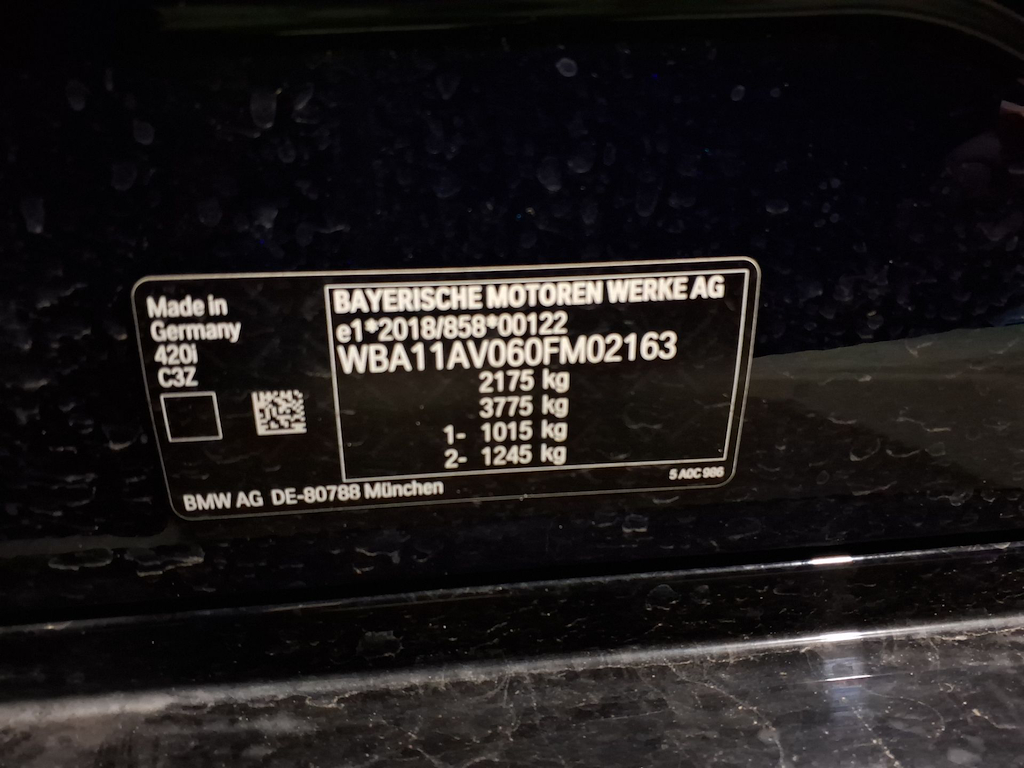 Made in
Germany
420i
C3Z
BAYERISCHE MOTOREN WERKE AG
e1*2018/858*00122
WBA11AV060FM02163
2175 kg
3775 kg
1- 1015 kg
2- 1245 kg
5 A0C 986
BMW AG DE-80788 München